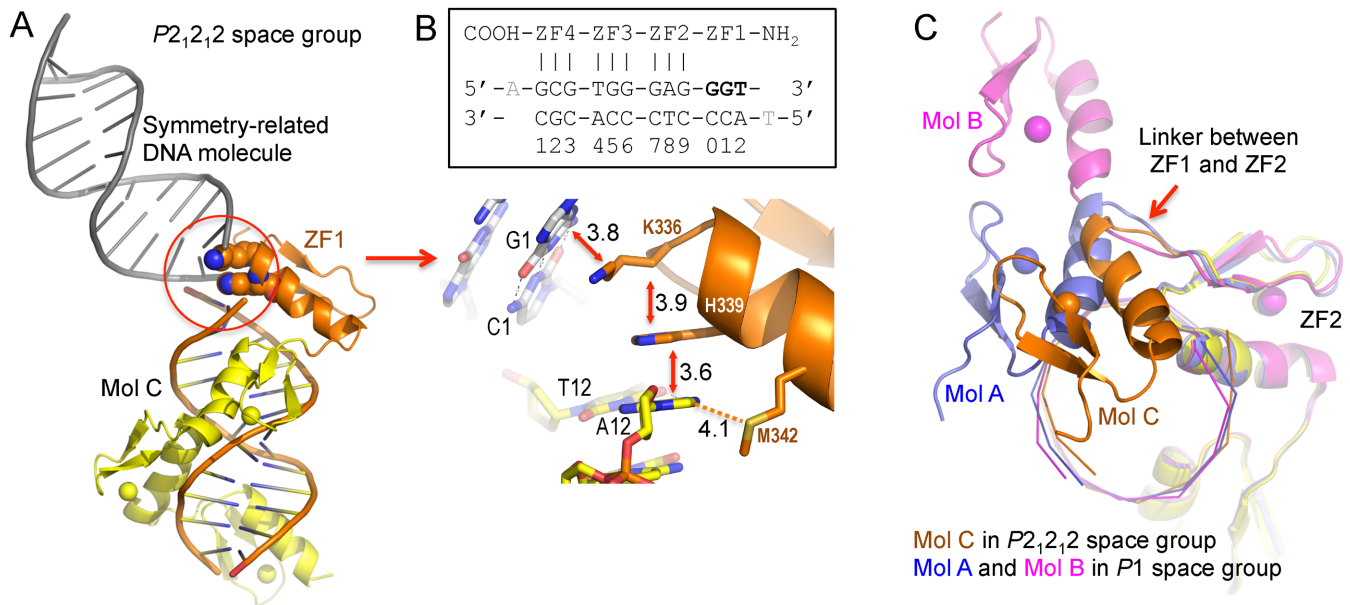 A
P2₁2₁2 space group
Symmetry-related
DNA molecule
ZF1
Mol C
B
COOH-ZF4-ZF3-ZF2-ZF1-NH₂
||| ||| |||
5′-A-GCG-TGG-GAG-GGT- 3′
3′- CGC-ACC-CTC-CCA-T-5′
123 456 789 012
G1
3.8
K336
C1
3.9
H339
3.6
T12
A12
4.1
M342
C
Mol B
Linker between
ZF1 and ZF2
ZF2
Mol A
Mol C
Mol C in P2₁2₁2 space group
Mol A and Mol B in P1 space group